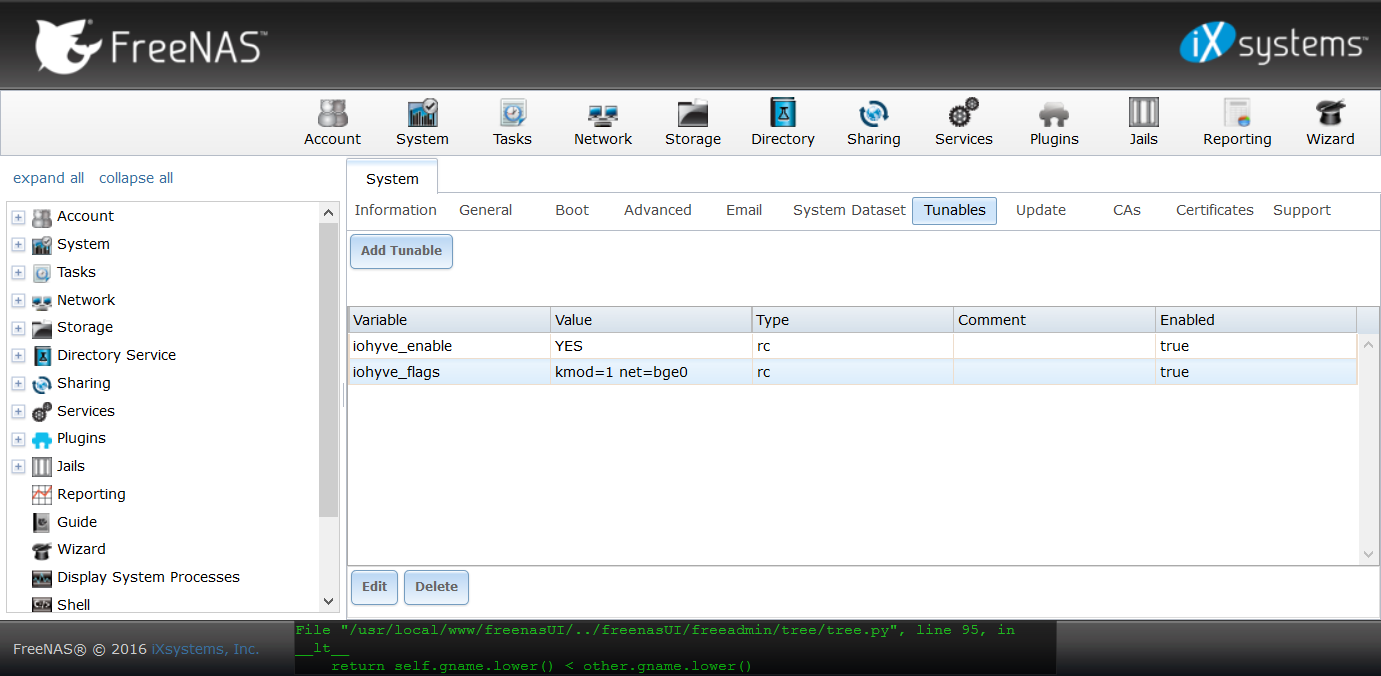 FreeNAS™
iXsystems™
Account System Tasks Network Storage Directory Sharing Services Plugins Jails Reporting Wizard
expand all collapse all
Account
System
Tasks
Network
Storage
Directory Service
Sharing
Services
Plugins
Jails
Reporting
Guide
Wizard
Display System Processes
Shell
System
Information General Boot Advanced Email System Dataset Tunables Update CAs Certificates Support
Add Tunable
Variable Value Type Comment Enabled
iohyve_enable YES rc true
iohyve_flags kmod=1 net=bge0 rc true
Edit Delete
FreeNAS® © 2016 iXsystems, Inc.
File "/usr/local/www/freenasUI/../freenasUI/freeadmin/tree/tree.py", line 95, in
__lt__
return self.gname.lower() < other.gname.lower()